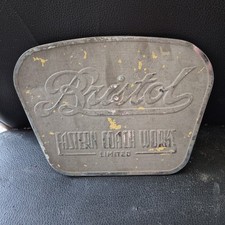 Bristol
EASTERN COACH WORKS
LIMITED